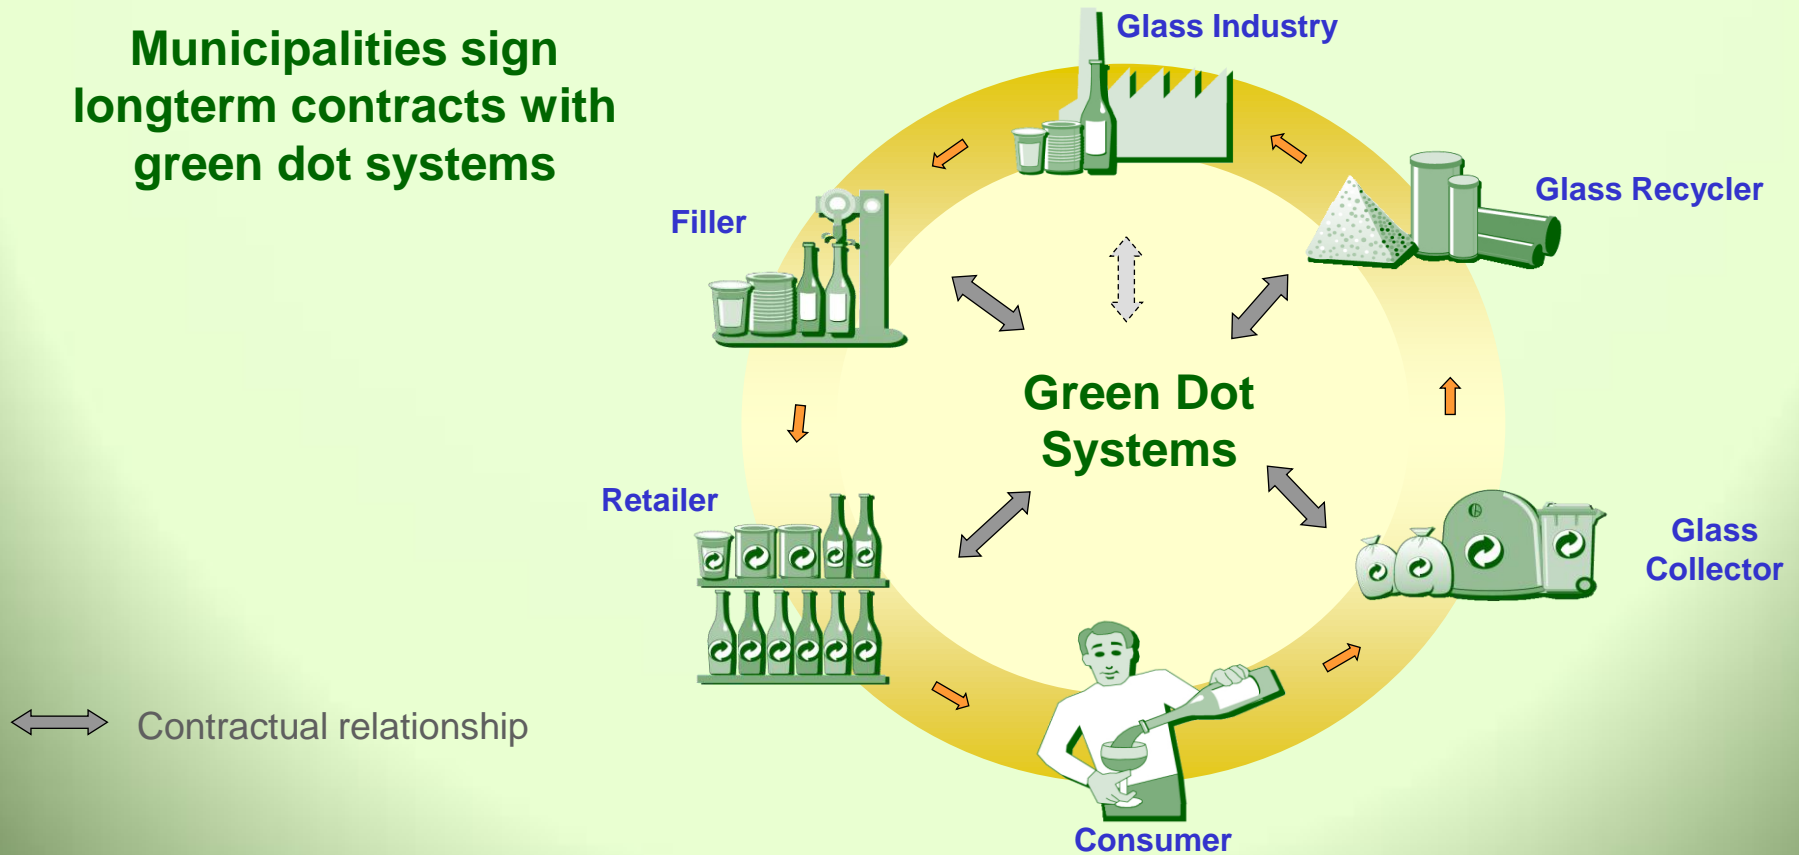 Municipalities sign
longterm contracts with
green dot systems
Glass Industry
Glass Recycler
Filler
Green Dot
Systems
Retailer
Glass
Collector
Contractual relationship
Consumer